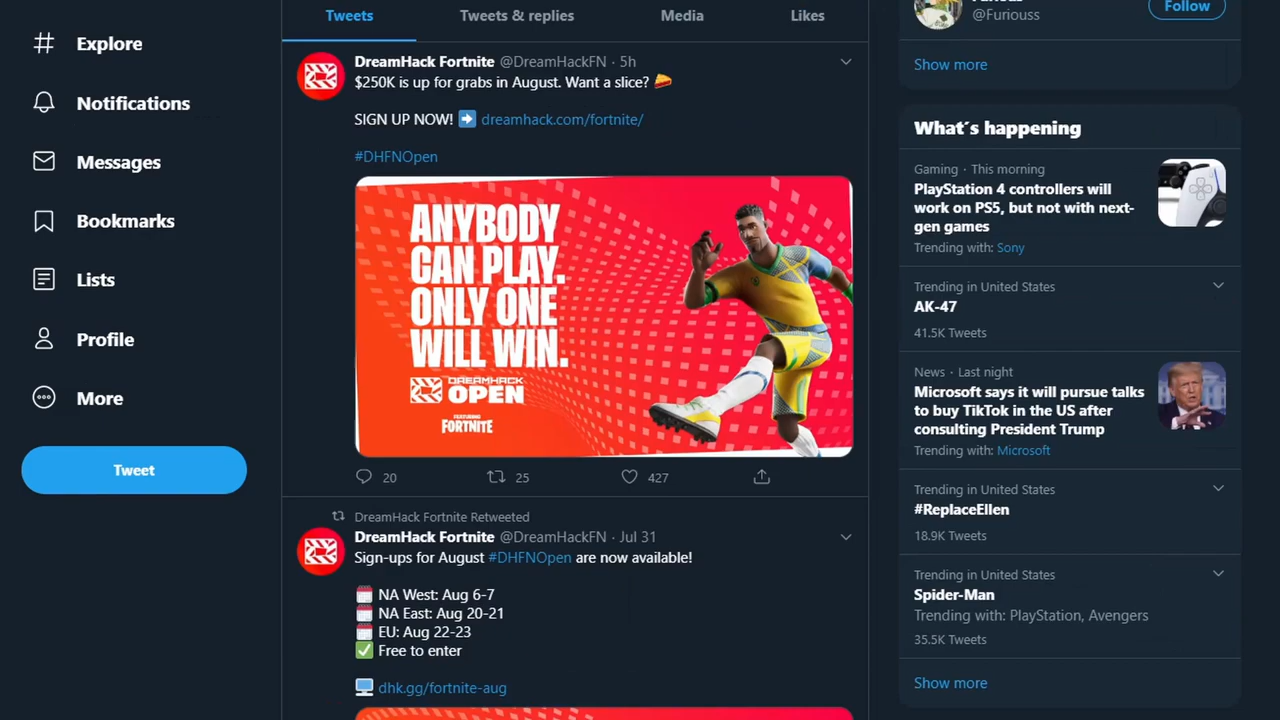 Explore
Notifications
Messages
Bookmarks
Lists
Profile
More
Tweet
Tweets
Tweets & replies
Media
Likes
DreamHack Fortnite @DreamHackFN · 5h
$250K is up for grabs in August. Want a slice? 🍕
SIGN UP NOW! ➡ dreamhack.com/fortnite/
#DHFNOpen
ANYBODY
CAN PLAY.
ONLY ONE
WILL WIN.
DREAMHACK
OPEN
FEATURING
FORTNITE
20
25
427
DreamHack Fortnite Retweeted
DreamHack Fortnite @DreamHackFN · Jul 31
Sign-ups for August #DHFNOpen are now available!
NA West: Aug 6-7
NA East: Aug 20-21
EU: Aug 22-23
✅ Free to enter
dhk.gg/fortnite-aug
@Furiouss
Follow
Show more
What´s happening
Gaming · This morning
PlayStation 4 controllers will
work on PS5, but not with next-
gen games
Trending with: Sony
Trending in United States
AK-47
41.5K Tweets
News · Last night
Microsoft says it will pursue talks
to buy TikTok in the US after
consulting President Trump
Trending with: Microsoft
Trending in United States
#ReplaceEllen
18.9K Tweets
Trending in United States
Spider-Man
Trending with: PlayStation, Avengers
35.5K Tweets
Show more